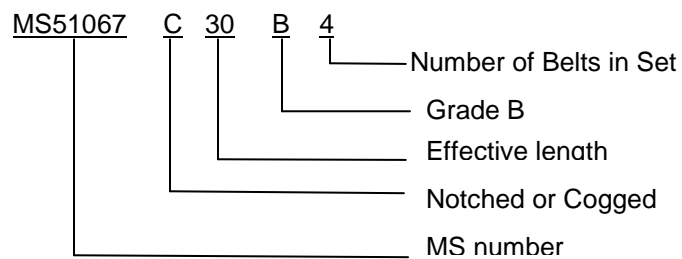 MS51067 C 30 B 4
Number of Belts in Set
Grade B
Effective length
Notched or Cogged
MS number